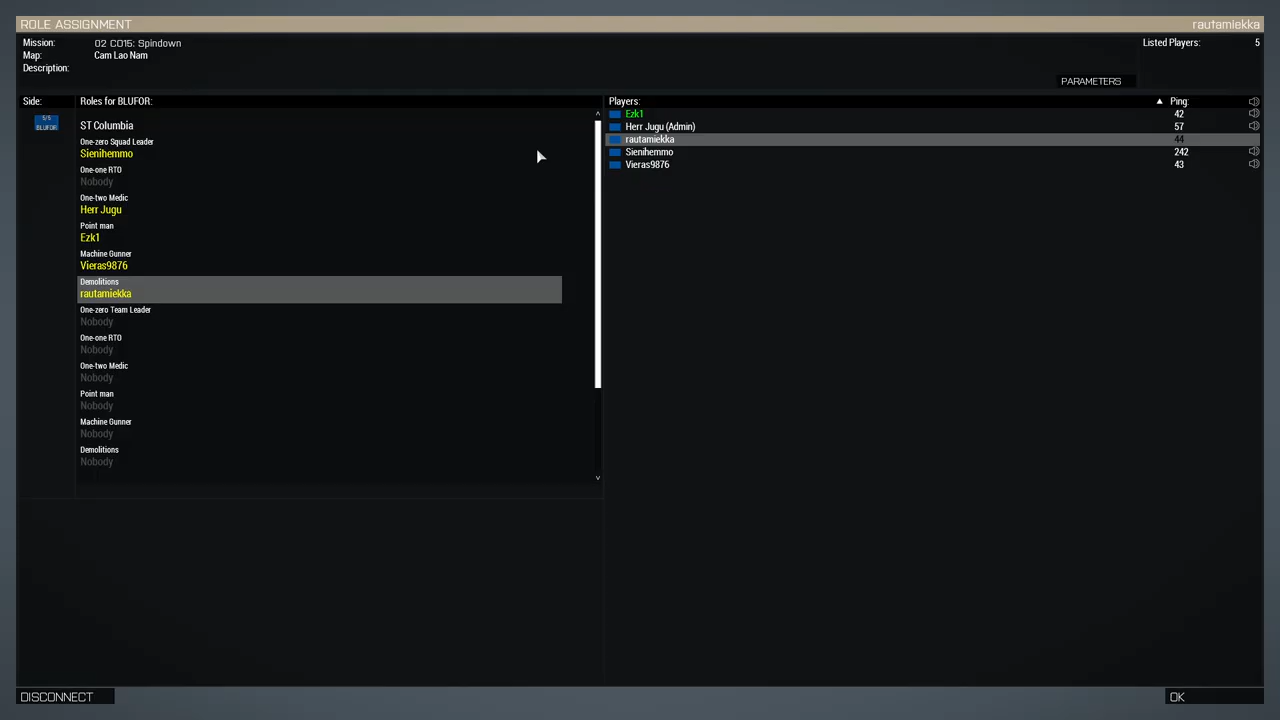 ROLE ASSIGNMENT
rautamiekka
Mission: 02 CO15: Spindown
Listed Players: 5
Map: Cam Lao Nam
Description:
PARAMETERS
Side:
5/5
BLUFOR
Roles for BLUFOR:
ST Columbia
One-zero Squad Leader
Sienihemmo
One-one RTO
Nobody
One-two Medic
Herr Jugu
Point man
Ezk1
Machine Gunner
Vieras9876
Demolitions
rautamiekka
One-zero Team Leader
Nobody
One-one RTO
Nobody
One-two Medic
Nobody
Point man
Nobody
Machine Gunner
Nobody
Demolitions
Nobody
Players: Ping:
Ezk1 42
Herr Jugu (Admin) 57
rautamiekka 44
Sienihemmo 242
Vieras9876 43
DISCONNECT
OK